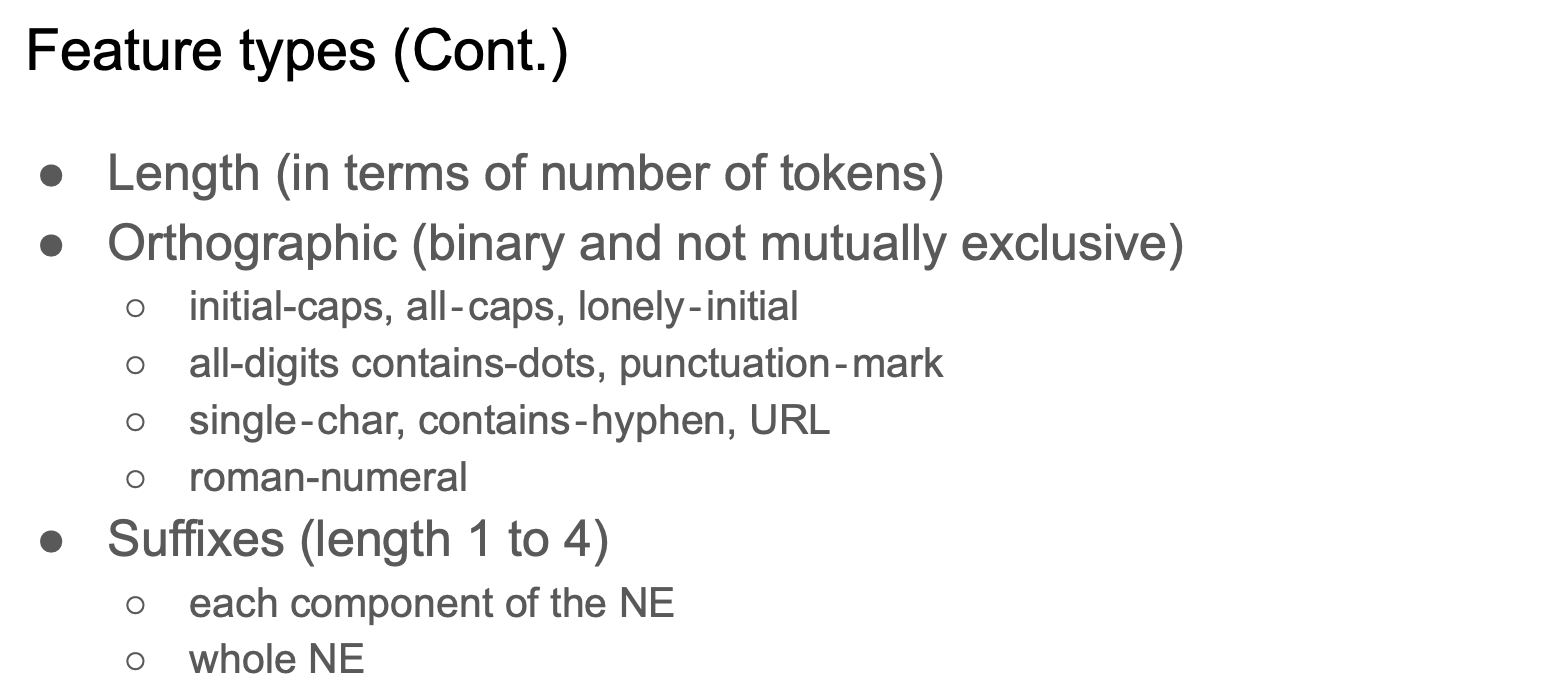 Feature types (Cont.)
● Length (in terms of number of tokens)
● Orthographic (binary and not mutually exclusive)
○ initial-caps, all-caps, lonely-initial
○ all-digits contains-dots, punctuation-mark
○ single-char, contains-hyphen, URL
○ roman-numeral
● Suffixes (length 1 to 4)
○ each component of the NE
○ whole NE